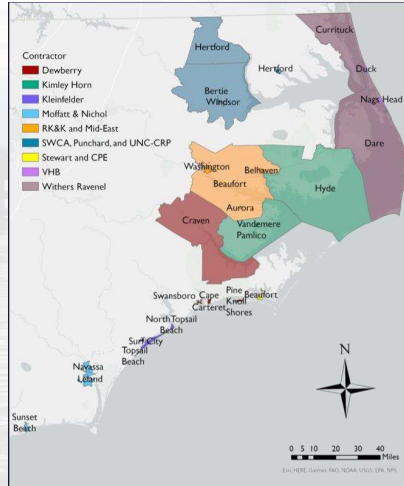 Contractor
Dewberry
Kimley Horn
Kleinfelder
Moffatt & Nichol
RK&K and Mid-East
SWCA, Punchard, and UNC-CRP
Stewart and CPE
VHB
Withers Ravenel
Currituck
Hertford
Hertford
Duck
Bertie
Windsor
Nags Head
Dare
Washington
Belhaven
Beaufort
Hyde
Aurora
Craven
Vandemere
Pamlico
Swansboro
Cape
Carteret
Pine
Knoll
Shores
Beaufort
North Topsail
Beach
Surf City
Topsail
Beach
Navassa
Leland
Sunset
Beach
N
0 5 10 20 30 40
Miles
Esri, HERE, Garmin, FAO, NOAA, USGS, EPA, NPS